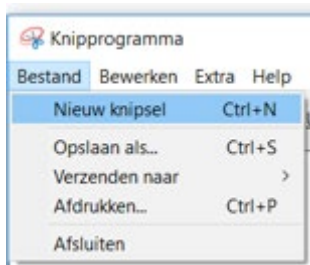 Knipprogramma
Bestand Bewerken Extra Help
Nieuw knipsel Ctrl+N
Opslaan als... Ctrl+S
Verzenden naar >
Afdrukken... Ctrl+P
Afsluiten